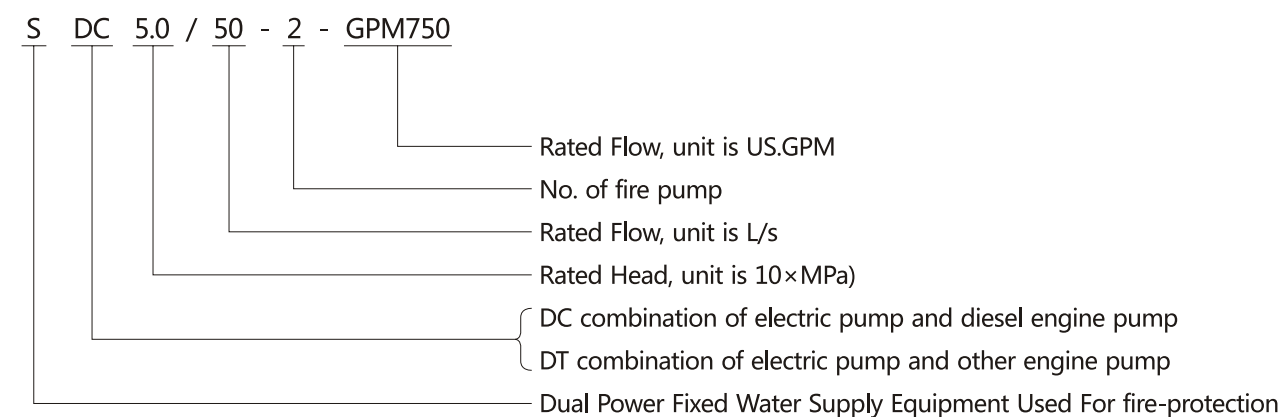 S DC 5.0 / 50 - 2 - GPM750
Rated Flow, unit is US.GPM
No. of fire pump
Rated Flow, unit is L/s
Rated Head, unit is 10×MPa)
DC combination of electric pump and diesel engine pump
DT combination of electric pump and other engine pump
Dual Power Fixed Water Supply Equipment Used For fire-protection